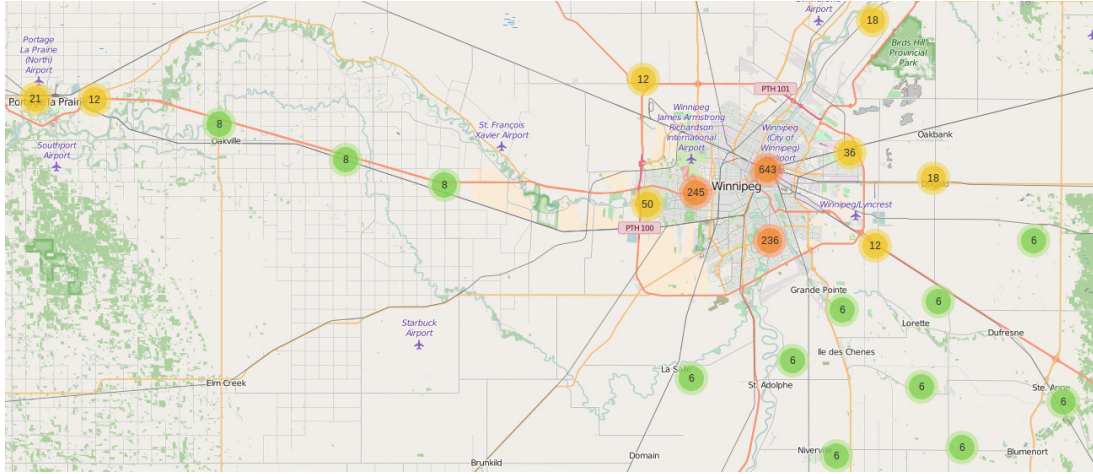 Airport
18
Portage
La Prairie
(North)
Airport
Birds Hill
Provincial
Park
12
PTH 101
21
12
Winnipeg
James Armstrong
Richardson
International
Airport
8
St. François
Xavier Airport
Winnipeg
(City of
Winnipeg)
Oakbank
Oakville
Southport
Airport
8
36
643
18
8
245
Winnipeg
50
Winnipeg/Lyncrest
PTH 100
236
12
6
Grande Pointe
6
6
Starbuck
Airport
Lorette
Dufresne
Ile des Chenes
6
La Salle
6
St. Adolphe
6
Elm Creek
Ste. Anne
6
Niverville
6
6
Blumenort
Domain
Brunkild